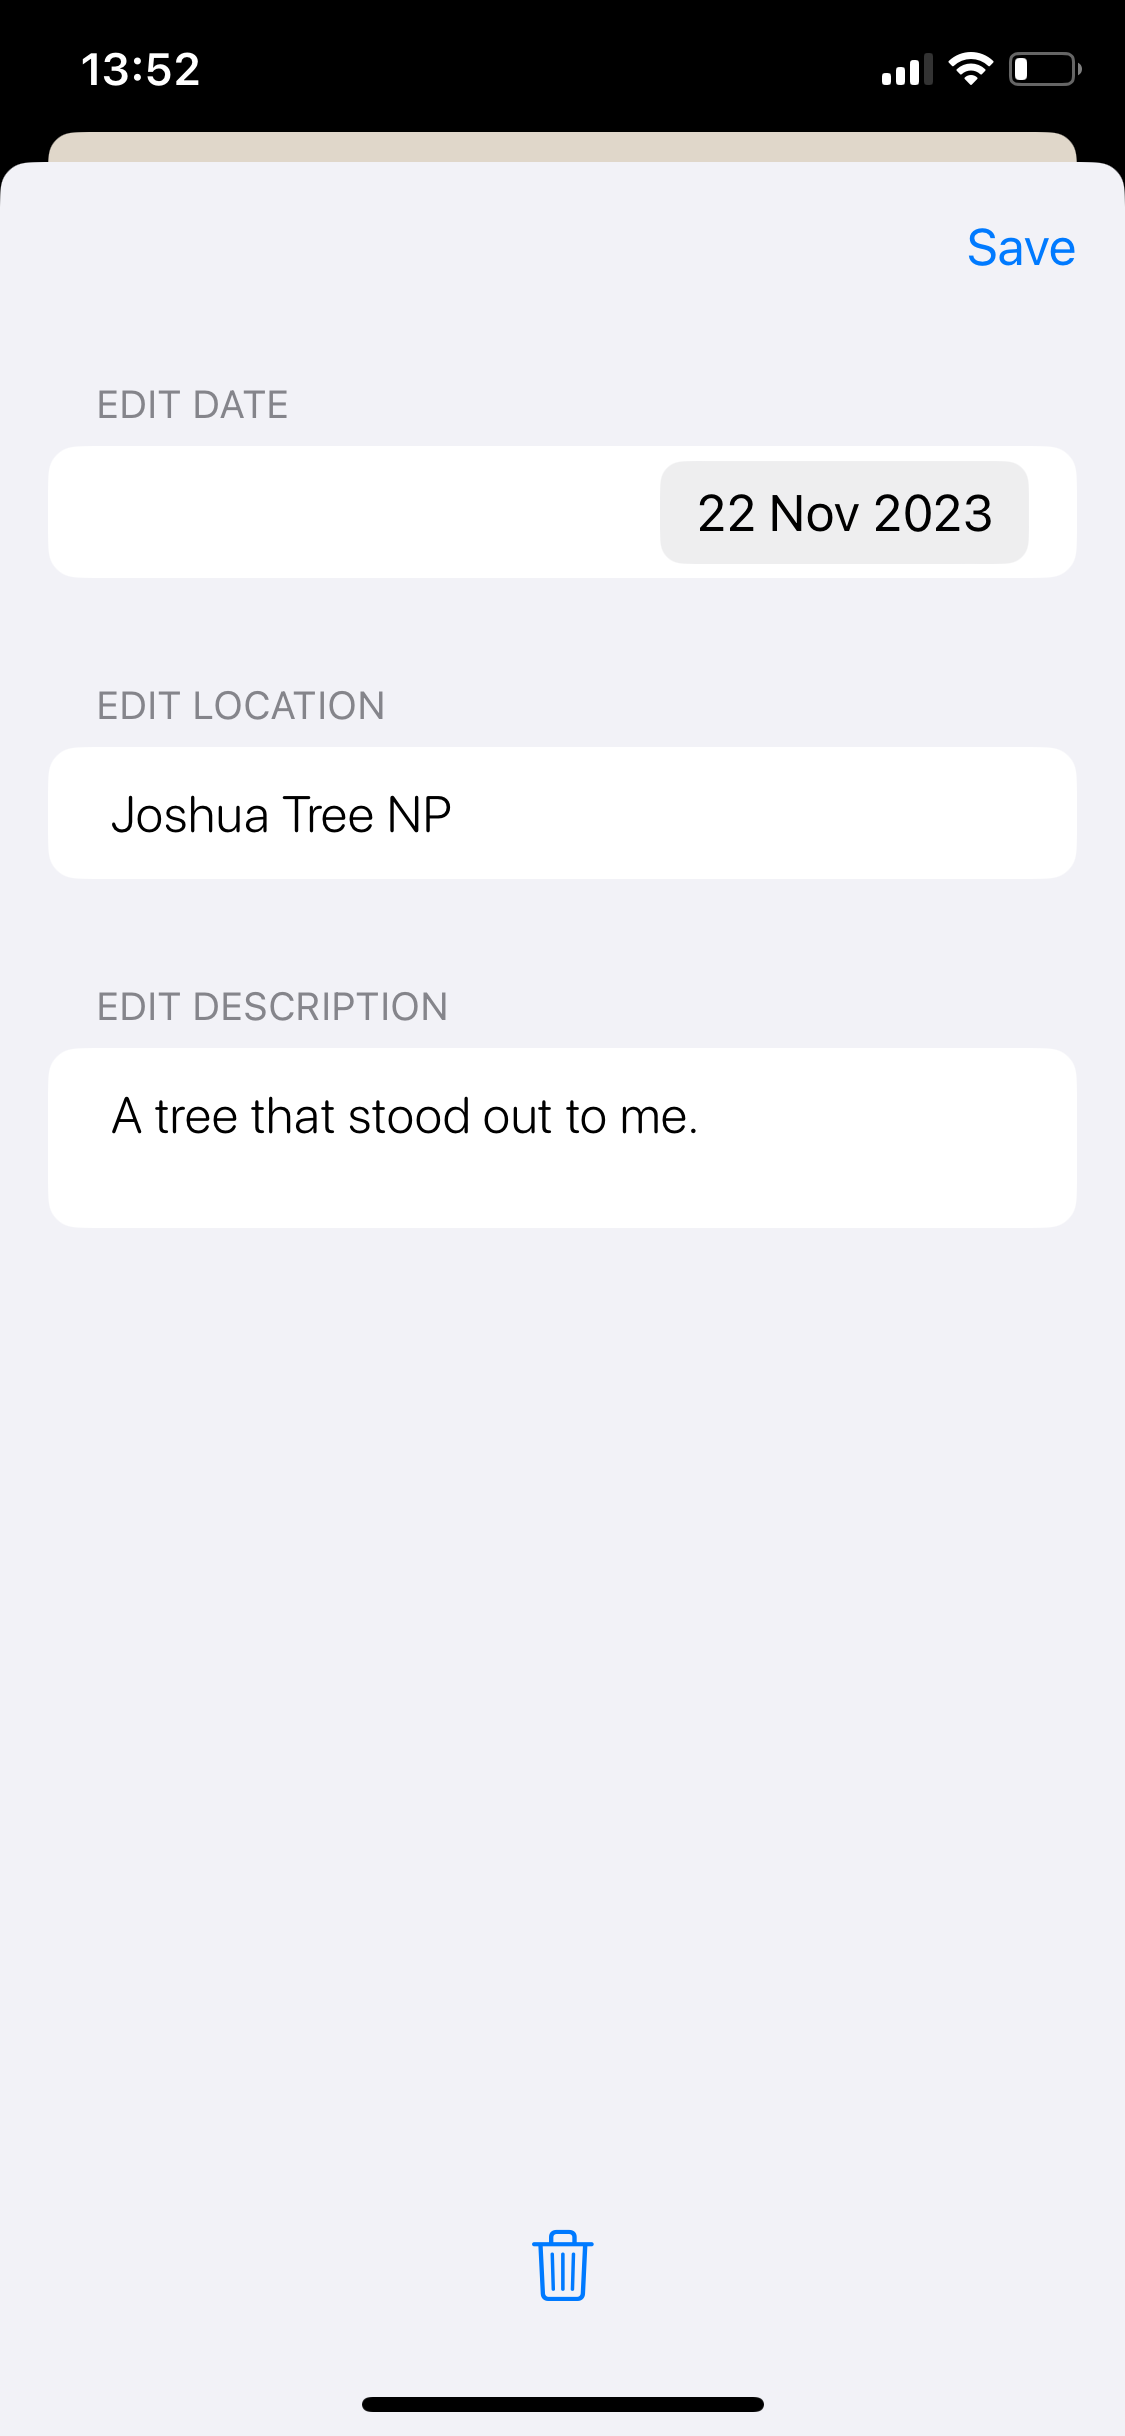 13:52
Save
EDIT DATE
22 Nov 2023
EDIT LOCATION
Joshua Tree NP
EDIT DESCRIPTION
A tree that stood out to me.